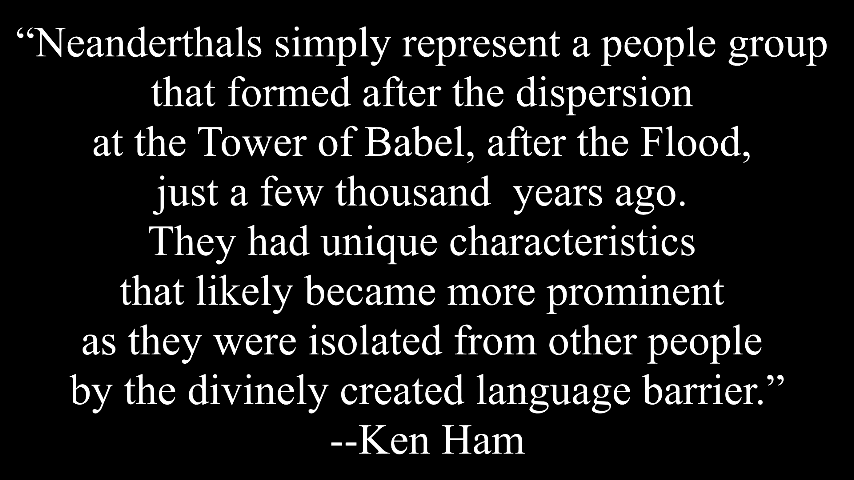 “Neanderthals simply represent a people group
that formed after the dispersion
at the Tower of Babel, after the Flood,
just a few thousand  years ago.
They had unique characteristics
that likely became more prominent
as they were isolated from other people
by the divinely created language barrier.”
--Ken Ham